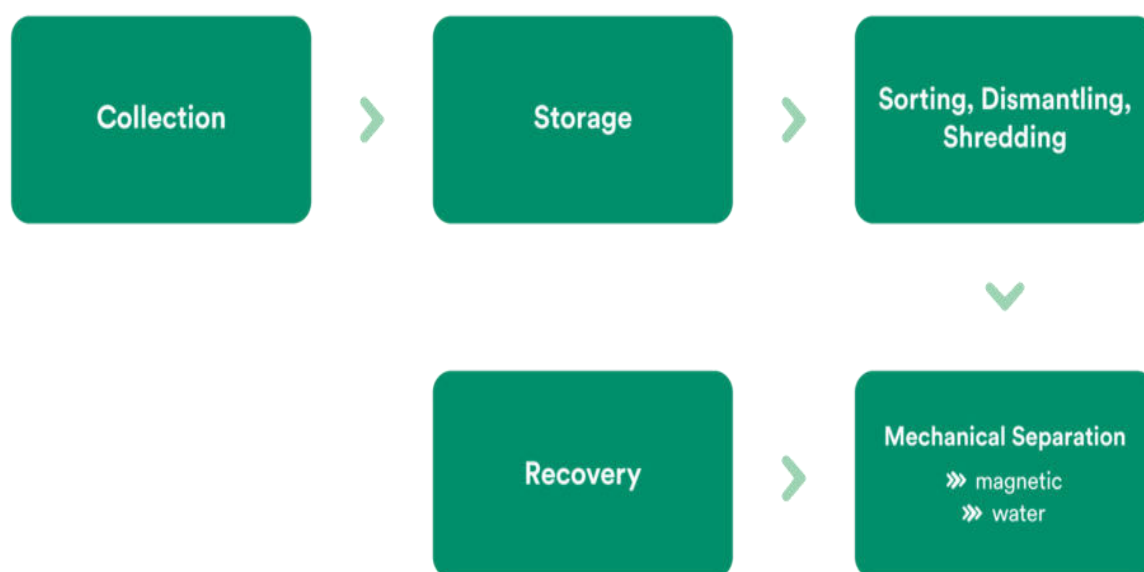 Collection
Storage
Sorting, Dismantling,
Shredding
Recovery
Mechanical Separation
magnetic
water